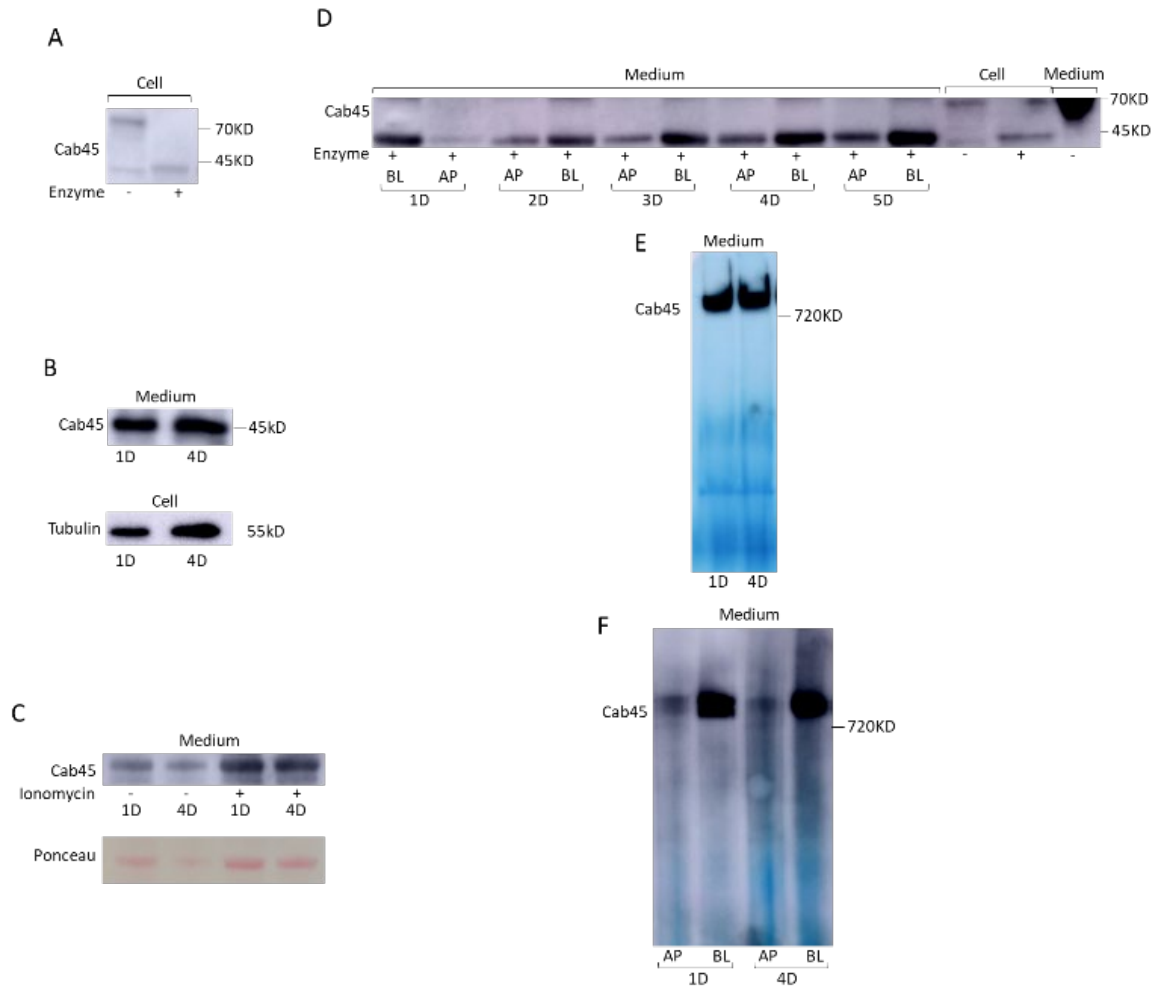 A
Cell
Cab45
70KD
45KD
Enzyme - +
D
Medium Cell Medium
Cab45
70KD
45KD
Enzyme + + + + + + + + + + - + -
BL AP AP BL AP BL AP BL AP BL
1D 2D 3D 4D 5D
B
Medium
Cab45
45kD
1D 4D
Cell
Tubulin
55kD
1D 4D
E
Medium
Cab45
720KD
1D 4D
C
Medium
Cab45
Ionomycin - - + +
1D 4D 1D 4D
Ponceau
F
Medium
Cab45
720KD
AP BL AP BL
1D 4D